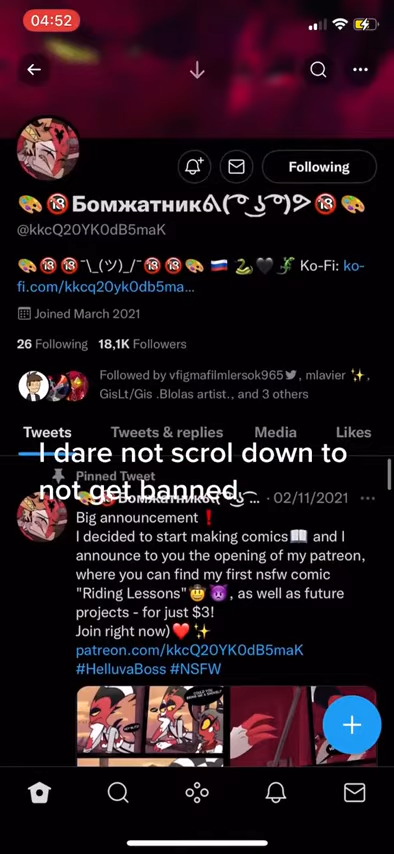 04:52
Following
🎨🔞Бомжатникᕕ( ͡° ͜ʖ ͡°)ᕗ🔞🎨
@kkcQ20YK0dB5maK
🎨🔞🔞¯\_(ツ)_/¯🔞🔞🎨 🇷🇺 🐍🖤🦎 Ko-Fi: ko-
fi.com/kkcq20yk0db5ma...
Joined March 2021
26 Following 18,1K Followers
Followed by vfigmafilmlersok965, mlavier ✨,
GisLt/Gis .Blolas artist., and 3 others
Tweets Tweets & replies Media Likes
I dare not scrol down to
not get banned
Pinned Tweet
Бомжатник ... · 02/11/2021
Big announcement❗
I decided to start making comics📖 and I
announce to you the opening of my patreon,
where you can find my first nsfw comic
"Riding Lessons"🤠😈, as well as future
projects - for just $3!
Join right now)❤️✨
patreon.com/kkcQ20YK0dB5maK
#HelluvaBoss #NSFW